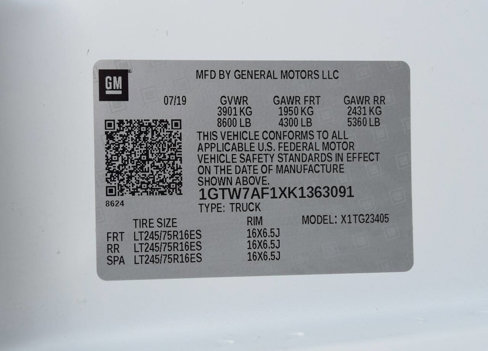 GM
MFD BY GENERAL MOTORS LLC
07/19 GVWR GAWR FRT GAWR RR
3901 KG 1950 KG 2431 KG
8600 LB 4300 LB 5360 LB
THIS VEHICLE CONFORMS TO ALL
APPLICABLE U.S. FEDERAL MOTOR
VEHICLE SAFETY STANDARDS IN EFFECT
ON THE DATE OF MANUFACTURE
SHOWN ABOVE.
1GTW7AF1XK1363091
8624
TYPE: TRUCK
TIRE SIZE RIM MODEL: X1TG23405
FRT LT245/75R16ES 16X6.5J
RR LT245/75R16ES 16X6.5J
SPA LT245/75R16ES 16X6.5J